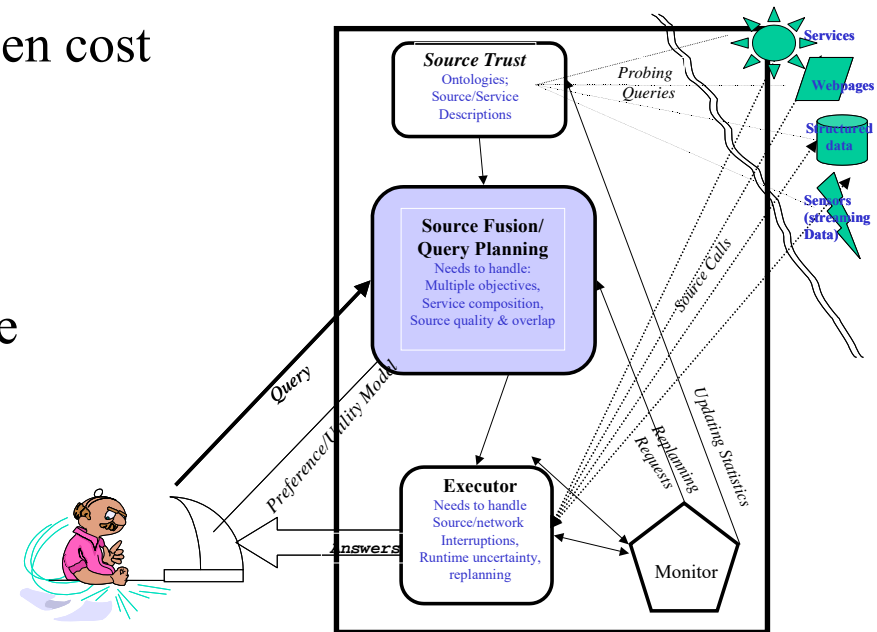 en cost
e
Source Trust
Ontologies;
Source/Service
Descriptions
Probing
Queries
Services
Webpages
Structured
data
Sensors
(streaming
Data)
Source Fusion/
Query Planning
Needs to handle:
Multiple objectives,
Service composition,
Source quality & overlap
Source Calls
Query
Preference/Utility Model
Replanning
Requests
Updating Statistics
Executor
Needs to handle
Source/network
Interruptions,
Runtime uncertainty,
replanning
Answers
Monitor